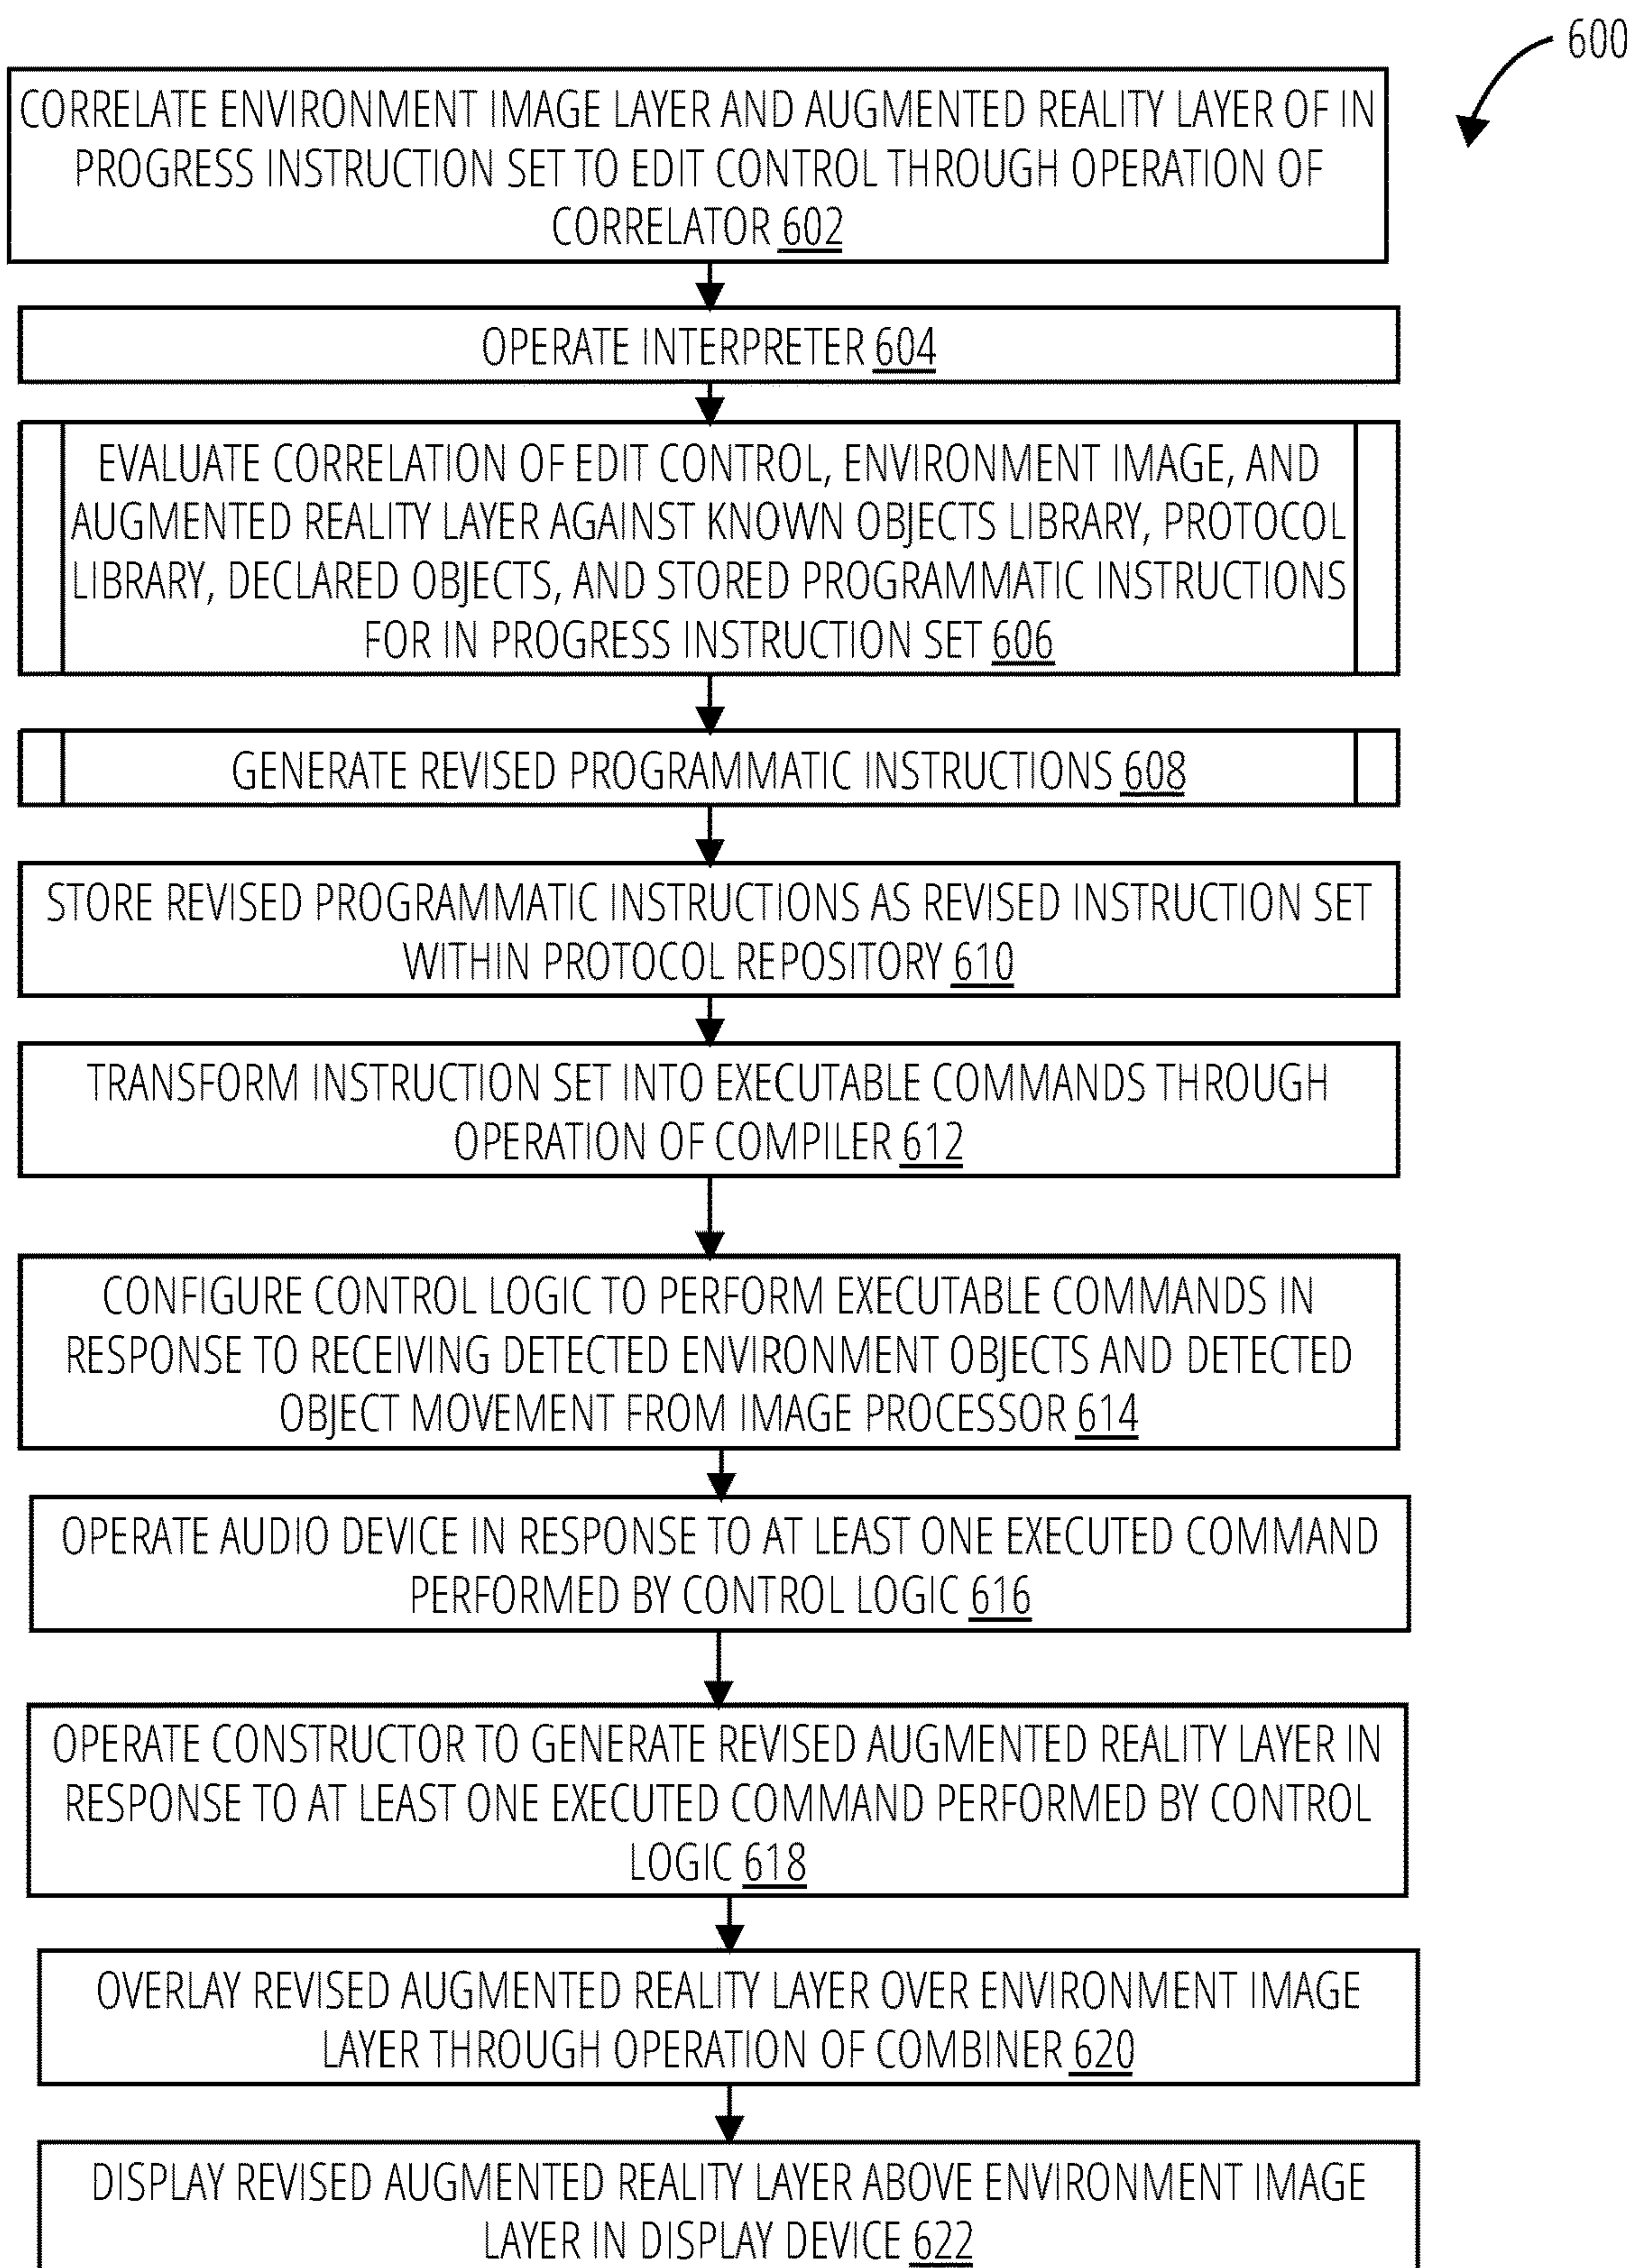 600
CORRELATE ENVIRONMENT IMAGE LAYER AND AUGMENTED REALITY LAYER OF IN
PROGRESS INSTRUCTION SET TO EDIT CONTROL THROUGH OPERATION OF
CORRELATOR 602
OPERATE INTERPRETER 604
EVALUATE CORRELATION OF EDIT CONTROL, ENVIRONMENT IMAGE, AND
AUGMENTED REALITY LAYER AGAINST KNOWN OBJECTS LIBRARY, PROTOCOL
LIBRARY, DECLARED OBJECTS, AND STORED PROGRAMMATIC INSTRUCTIONS
FOR IN PROGRESS INSTRUCTION SET 606
GENERATE REVISED PROGRAMMATIC INSTRUCTIONS 608
STORE REVISED PROGRAMMATIC INSTRUCTIONS AS REVISED INSTRUCTION SET
WITHIN PROTOCOL REPOSITORY 610
TRANSFORM INSTRUCTION SET INTO EXECUTABLE COMMANDS THROUGH
OPERATION OF COMPILER 612
CONFIGURE CONTROL LOGIC TO PERFORM EXECUTABLE COMMANDS IN
RESPONSE TO RECEIVING DETECTED ENVIRONMENT OBJECTS AND DETECTED
OBJECT MOVEMENT FROM IMAGE PROCESSOR 614
OPERATE AUDIO DEVICE IN RESPONSE TO AT LEAST ONE EXECUTED COMMAND
PERFORMED BY CONTROL LOGIC 616
OPERATE CONSTRUCTOR TO GENERATE REVISED AUGMENTED REALITY LAYER IN
RESPONSE TO AT LEAST ONE EXECUTED COMMAND PERFORMED BY CONTROL
LOGIC 618
OVERLAY REVISED AUGMENTED REALITY LAYER OVER ENVIRONMENT IMAGE
LAYER THROUGH OPERATION OF COMBINER 620
DISPLAY REVISED AUGMENTED REALITY LAYER ABOVE ENVIRONMENT IMAGE
LAYER IN DISPLAY DEVICE 622